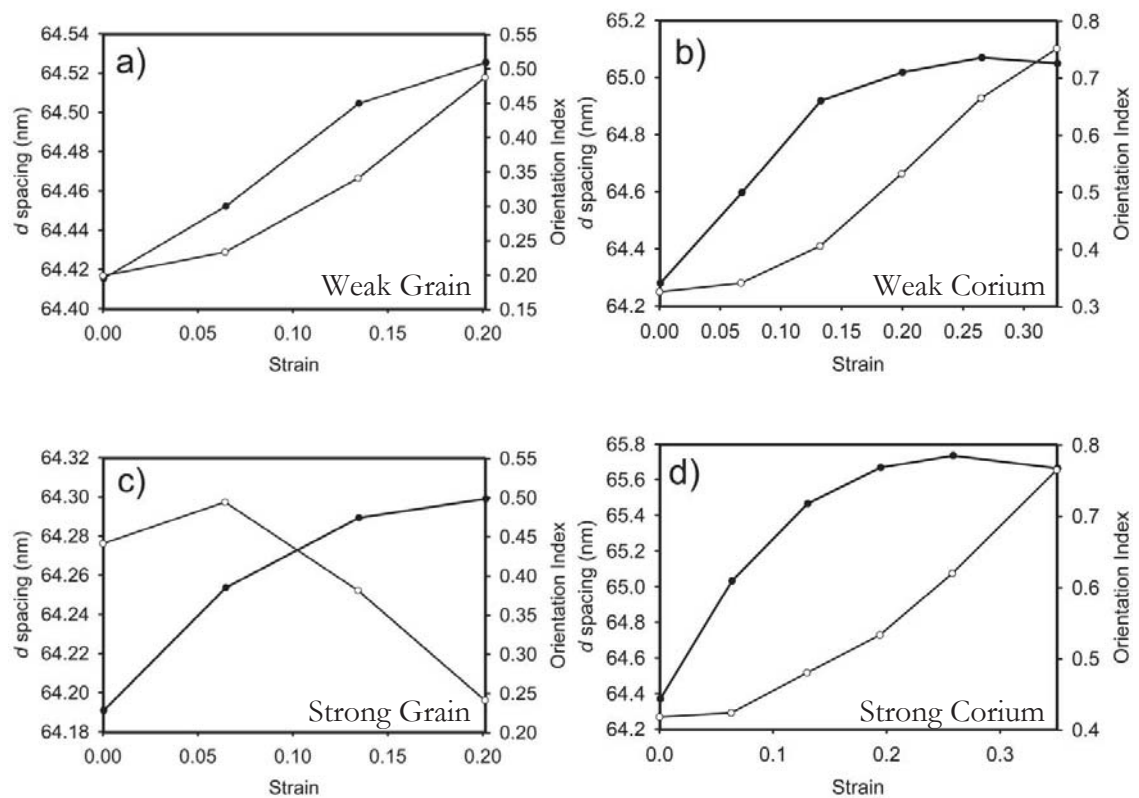 a)
64.54
64.52
64.50
64.48
64.46
64.44
64.42
64.40
d spacing (nm)
0.55
0.50
0.45
0.40
0.35
0.30
0.25
0.20
0.15
Orientation Index
Weak Grain
0.00 0.05 0.10 0.15 0.20
Strain
b)
65.2
65.0
64.8
64.6
64.4
64.2
d spacing (nm)
0.8
0.7
0.6
0.5
0.4
0.3
Orientation Index
Weak Corium
0.00 0.05 0.10 0.15 0.20 0.25 0.30
Strain
c)
64.32
64.30
64.28
64.26
64.24
64.22
64.20
64.18
d spacing (nm)
0.55
0.50
0.45
0.40
0.35
0.30
0.25
0.20
Orientation Index
Strong Grain
0.00 0.05 0.10 0.15 0.20
Strain
d)
65.8
65.6
65.4
65.2
65.0
64.8
64.6
64.4
64.2
d spacing (nm)
0.8
0.7
0.6
0.5
0.4
Orientation Index
Strong Corium
0.0 0.1 0.2 0.3
Strain